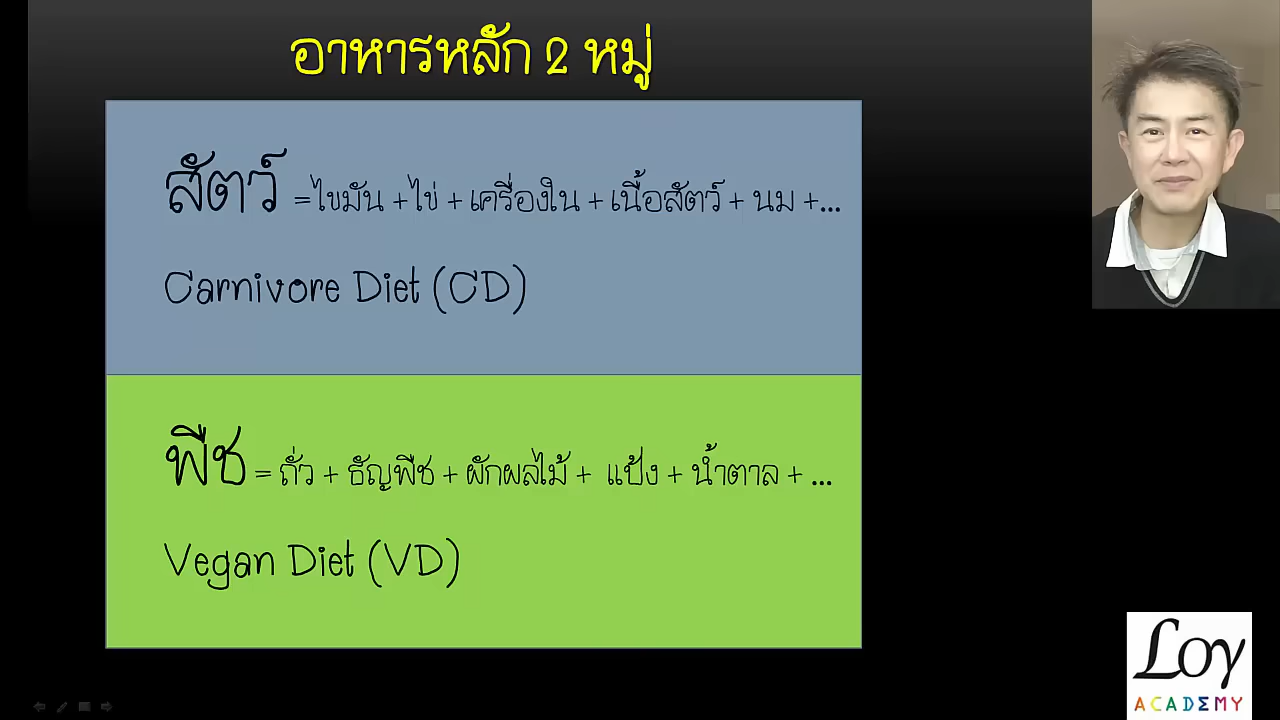 อาหารหลัก 2 หมู่
สัตว์ =ไขมัน +ไข่ + เครื่องใน + เนื้อสัตว์ + นม +...
Carnivore Diet (CD)
พืช = ถั่ว + ธัญพืช + ผักผลไม้ + แป้ง + น้ำตาล + ...
Vegan Diet (VD)
Loy
ACADEMY